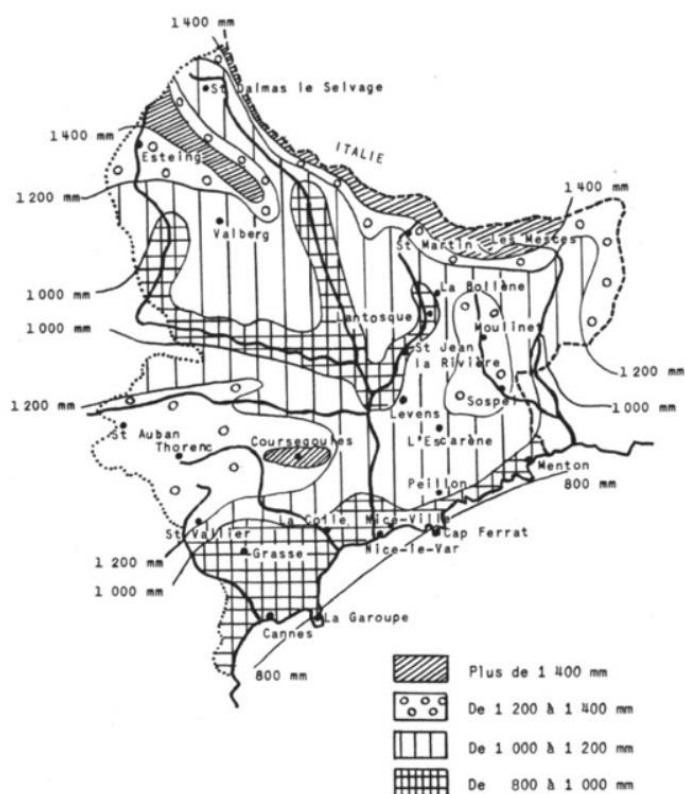 1 400 mm
St Dalmas le Selvage
1 400 mm
Esteing
ITALIE
1 200 mm
1 400 mm
Valberg
St Martin
Les Mesces
1 000 mm
La Bollène
Lantosque
Moulinet
1 000 mm
St Jean
la Rivière
1 200 mm
1 200 mm
Levens
Sospel
1 000 mm
St Auban
L'Escarène
Thorenc
Coursegoules
Menton
Peillon
800 mm
La Colle
Nice-Ville
St Vallier
Cap Ferrat
Grasse
Nice-le-Var
1 200 mm
1 000 mm
La Garoupe
Cannes
800 mm
Plus de 1 400 mm
De 1 200 à 1 400 mm
De 1 000 à 1 200 mm
De 800 à 1 000 mm